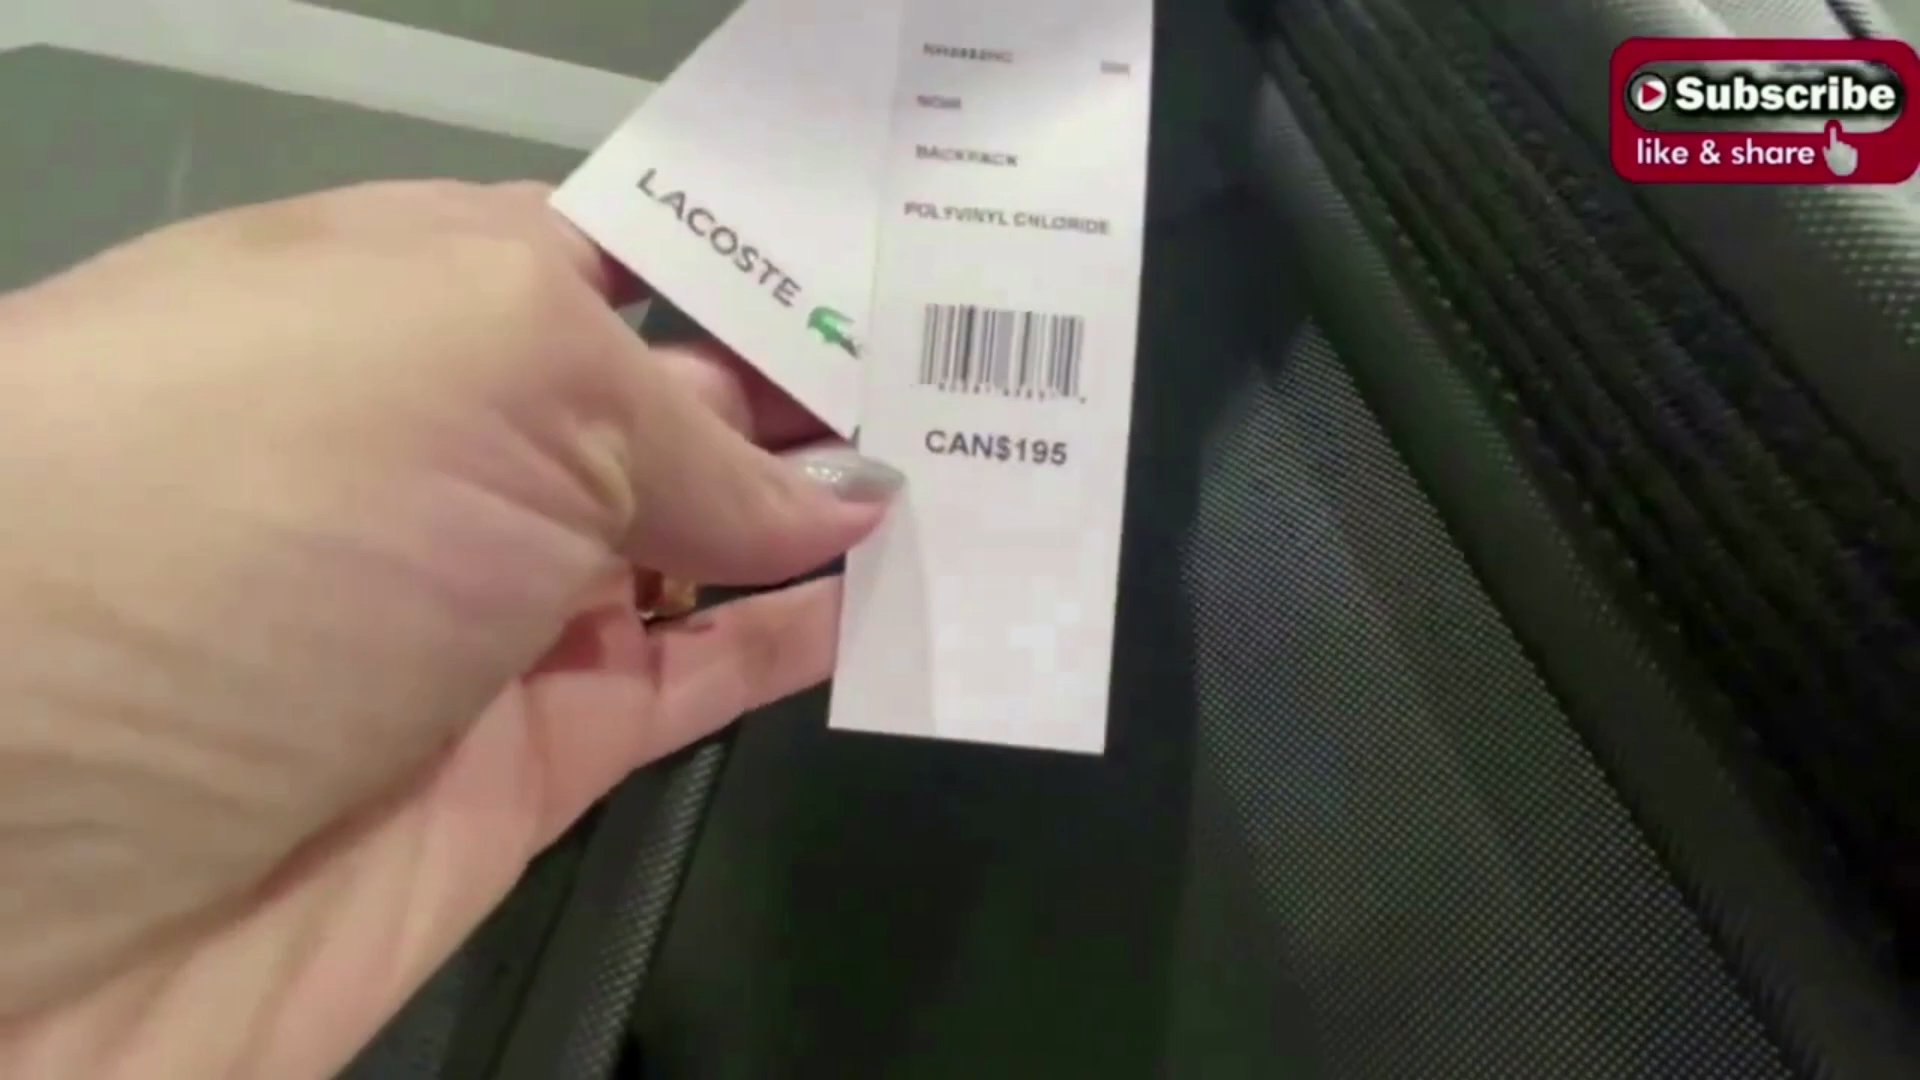 LACOSTE
NOIR
BACKPACK
POLYVINYL CHLORIDE
CAN$195
Subscribe
like & share